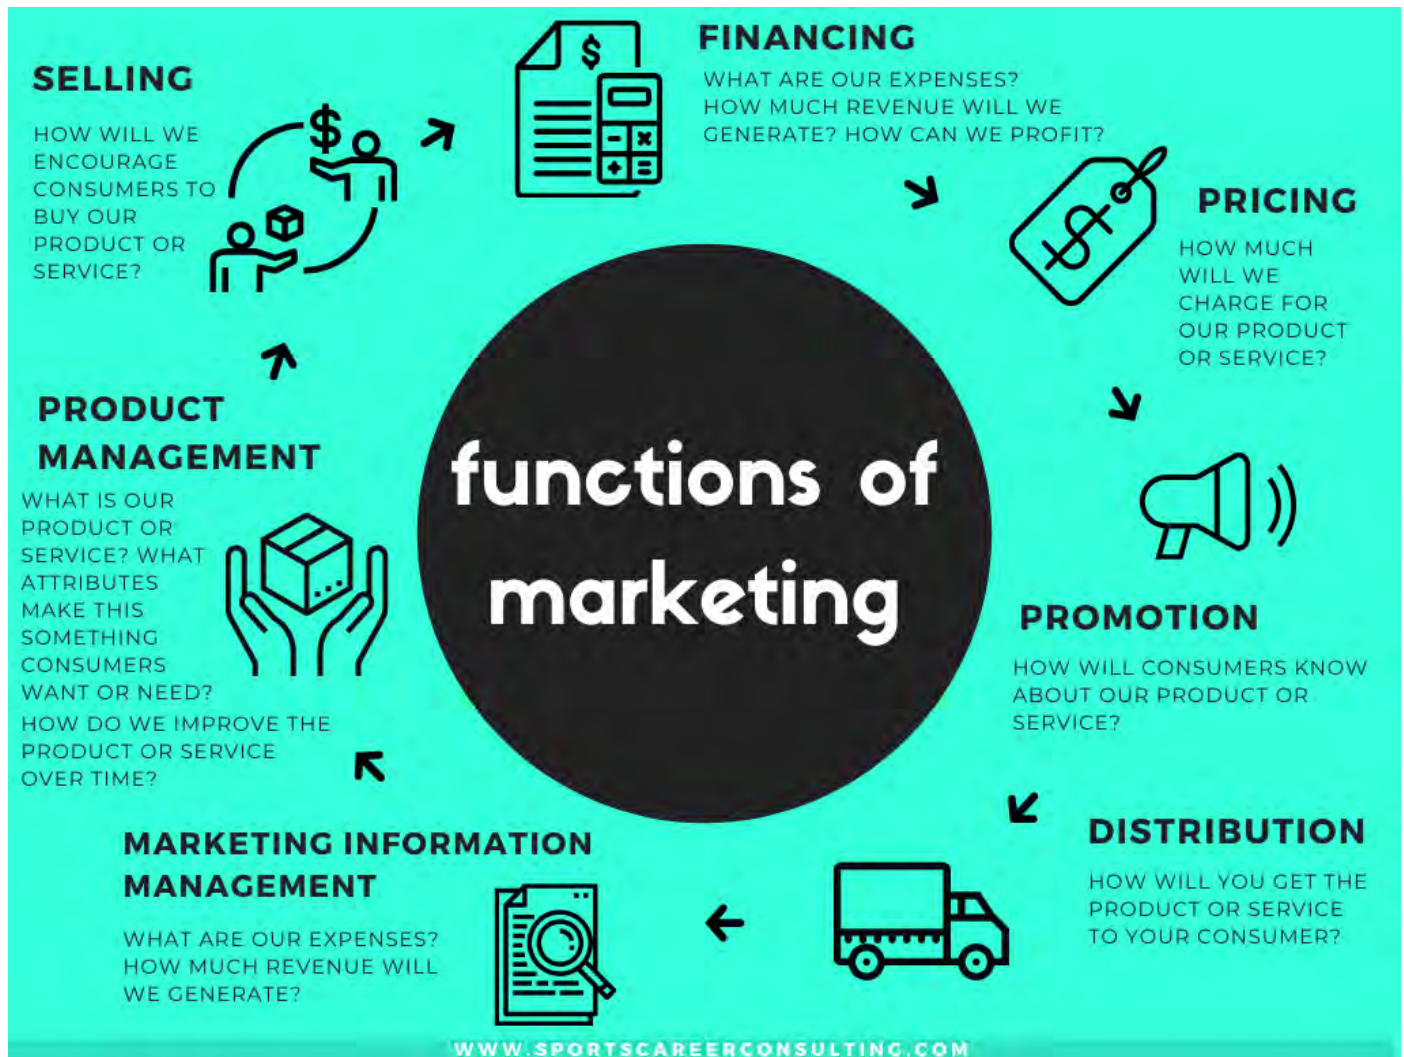 FINANCING
WHAT ARE OUR EXPENSES?
HOW MUCH REVENUE WILL WE
GENERATE? HOW CAN WE PROFIT?
$
PRICING
HOW MUCH
WILL WE
CHARGE FOR
OUR PRODUCT
OR SERVICE?
$
PROMOTION
HOW WILL CONSUMERS KNOW
ABOUT OUR PRODUCT OR
SERVICE?
DISTRIBUTION
HOW WILL YOU GET THE
PRODUCT OR SERVICE
TO YOUR CONSUMER?
MARKETING INFORMATION
MANAGEMENT
WHAT ARE OUR EXPENSES?
HOW MUCH REVENUE WILL
WE GENERATE?
PRODUCT
MANAGEMENT
WHAT IS OUR
PRODUCT OR
SERVICE? WHAT
ATTRIBUTES
MAKE THIS
SOMETHING
CONSUMERS
WANT OR NEED?
HOW DO WE IMPROVE THE
PRODUCT OR SERVICE
OVER TIME?
SELLING
HOW WILL WE
ENCOURAGE
CONSUMERS TO
BUY OUR
PRODUCT OR
SERVICE?
$
functions of
marketing
WWW.SPORTSCAREERCONSULTING.COM